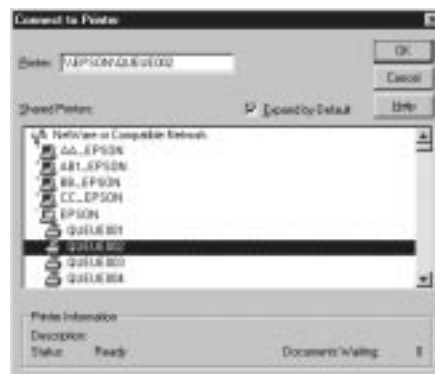 Connect to Printer
Printer: \\EPSON\QUEUE002
OK
Cancel
Shared Printers:
Expand by Default
Help
NetWare or Compatible Network
AA_EPSON
AB1_EPSON
BB_EPSON
CC_EPSON
EPSON
QUEUE001
QUEUE002
QUEUE003
QUEUE004
Printer Information
Description:
Status: Ready
Documents Waiting: 0